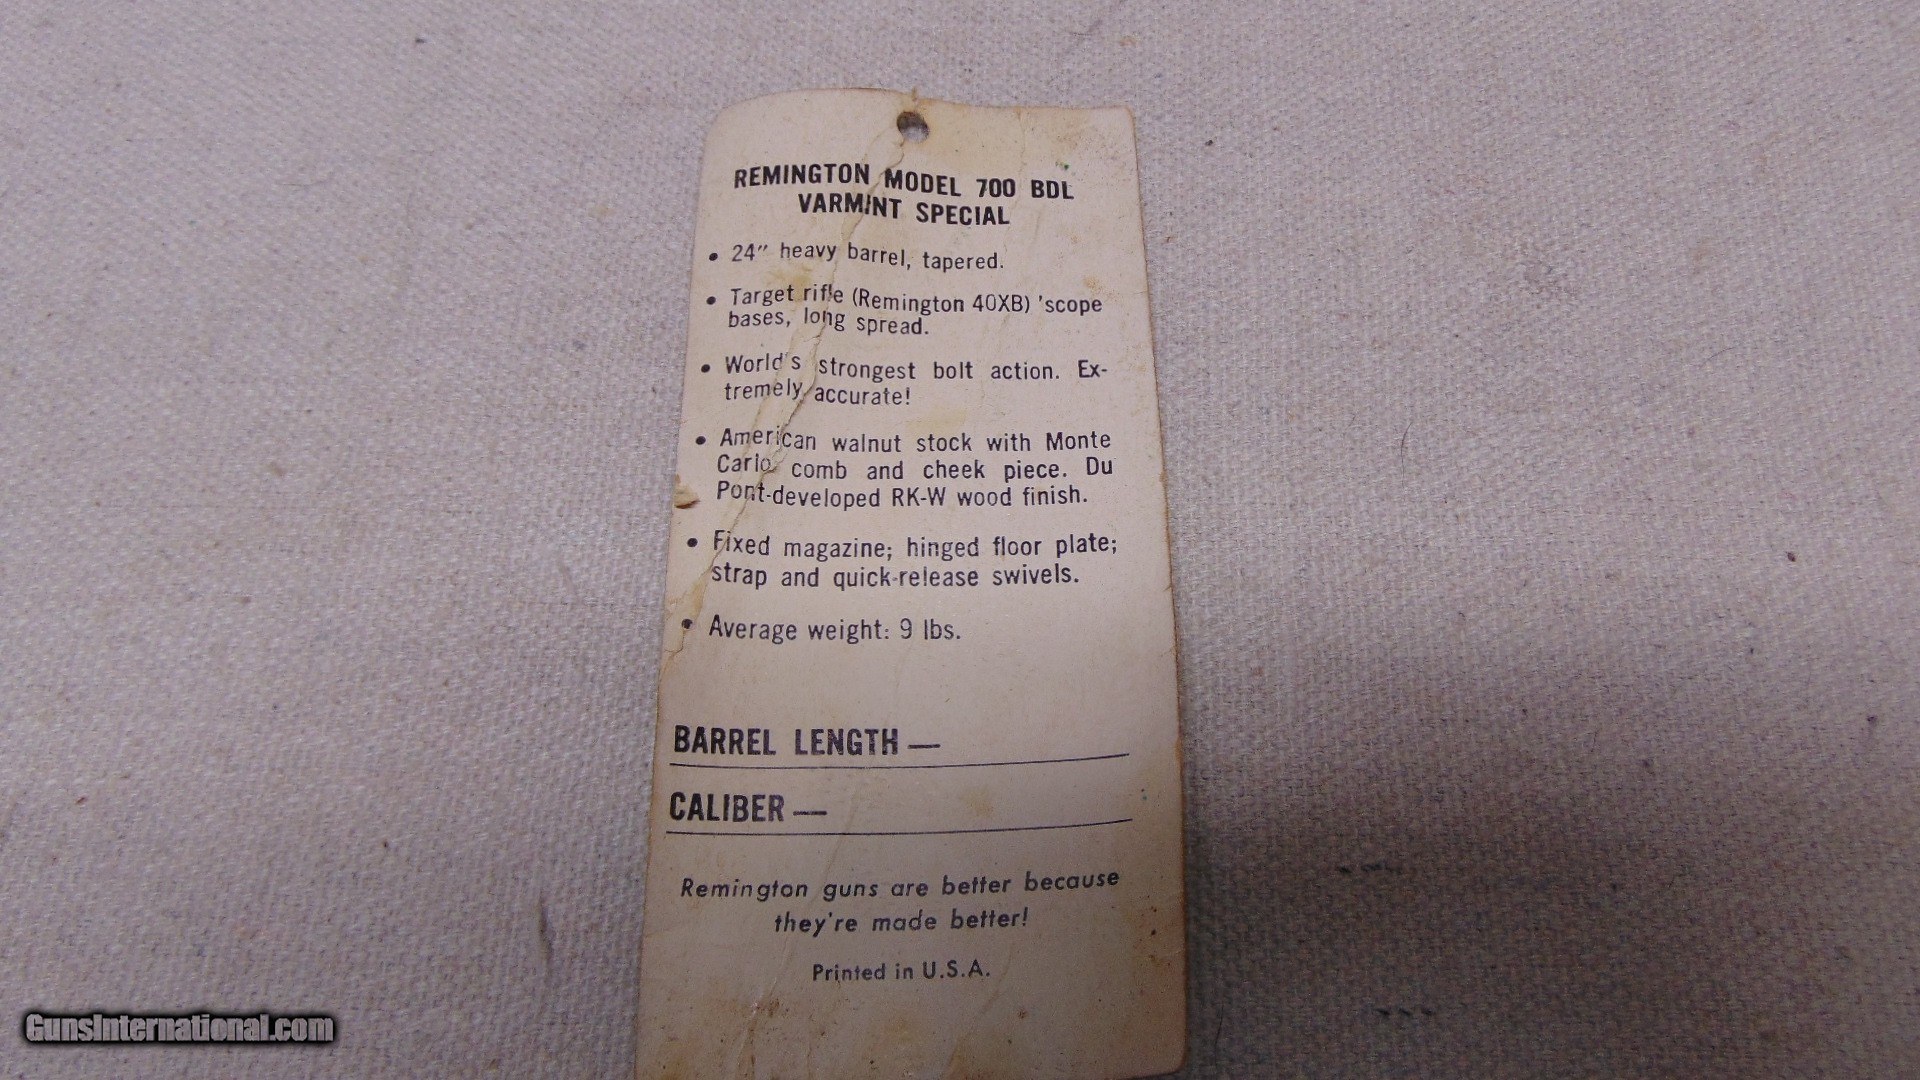 REMINGTON MODEL 700 BDL
VARMINT SPECIAL
• 24" heavy barrel, tapered.
• Target rifle (Remington 40XB) 'scope
bases, long spread.
• World's strongest bolt action. Ex-
tremely accurate!
• American walnut stock with Monte
Carlo comb and cheek piece. Du
Pont-developed RK-W wood finish.
• Fixed magazine; hinged floor plate;
strap and quick-release swivels.
• Average weight: 9 lbs.
BARREL LENGTH —
CALIBER —
Remington guns are better because
they're made better!
Printed in U.S.A.
GunsInternational.com